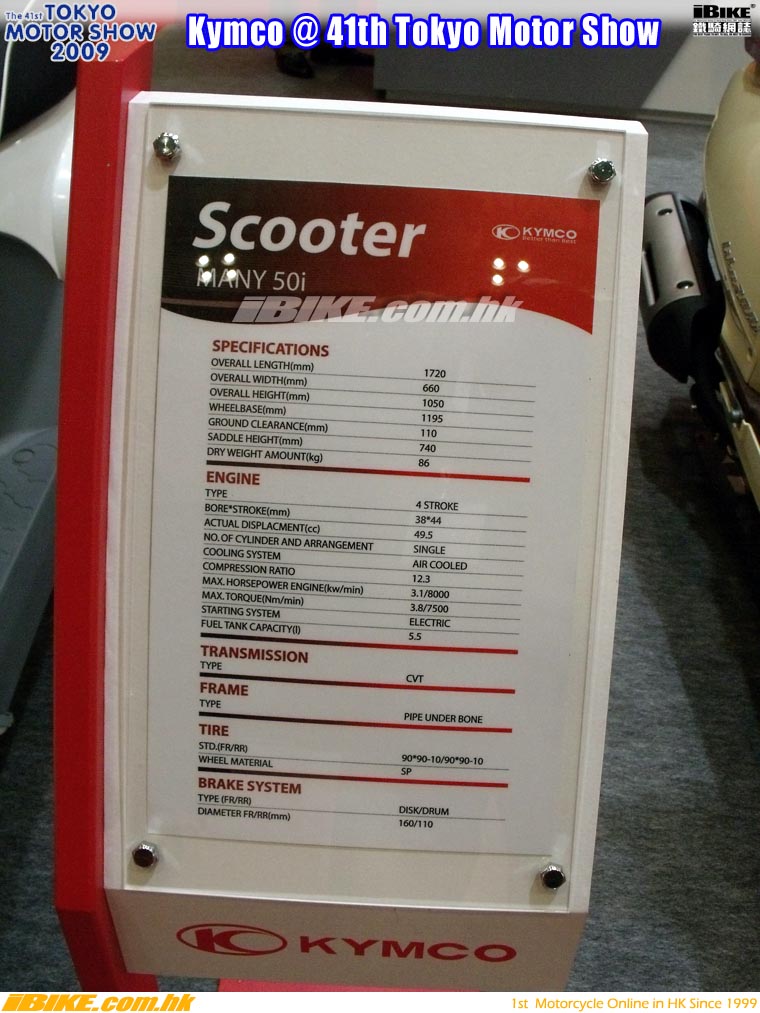 The 41st
TOKYO
MOTOR SHOW
2009
Kymco @ 41th Tokyo Motor Show
iBIKE
鐵騎網誌
Scooter
KYMCO
Better than Best
MANY 50i
iBIKE.com.hk
SPECIFICATIONS
OVERALL LENGTH(mm) 1720
OVERALL WIDTH(mm) 660
OVERALL HEIGHT(mm) 1050
WHEELBASE(mm) 1195
GROUND CLEARANCE(mm) 110
SADDLE HEIGHT(mm) 740
DRY WEIGHT AMOUNT(kg) 86
ENGINE
TYPE 4 STROKE
BORE*STROKE(mm) 38*44
ACTUAL DISPLACMENT(cc) 49.5
NO. OF CYLINDER AND ARRANGEMENT SINGLE
COOLING SYSTEM AIR COOLED
COMPRESSION RATIO 12.3
MAX. HORSEPOWER ENGINE(kw/min) 3.1/8000
MAX. TORQUE(Nm/min) 3.8/7500
STARTING SYSTEM ELECTRIC
FUEL TANK CAPACITY(l) 5.5
TRANSMISSION
TYPE CVT
FRAME
TYPE PIPE UNDER BONE
TIRE
STD.(FR/RR) 90*90-10/90*90-10
WHEEL MATERIAL SP
BRAKE SYSTEM
TYPE (FR/RR) DISK/DRUM
DIAMETER FR/RR(mm) 160/110
KYMCO
iBIKE.com.hk
1st Motorcycle Online in HK Since 1999